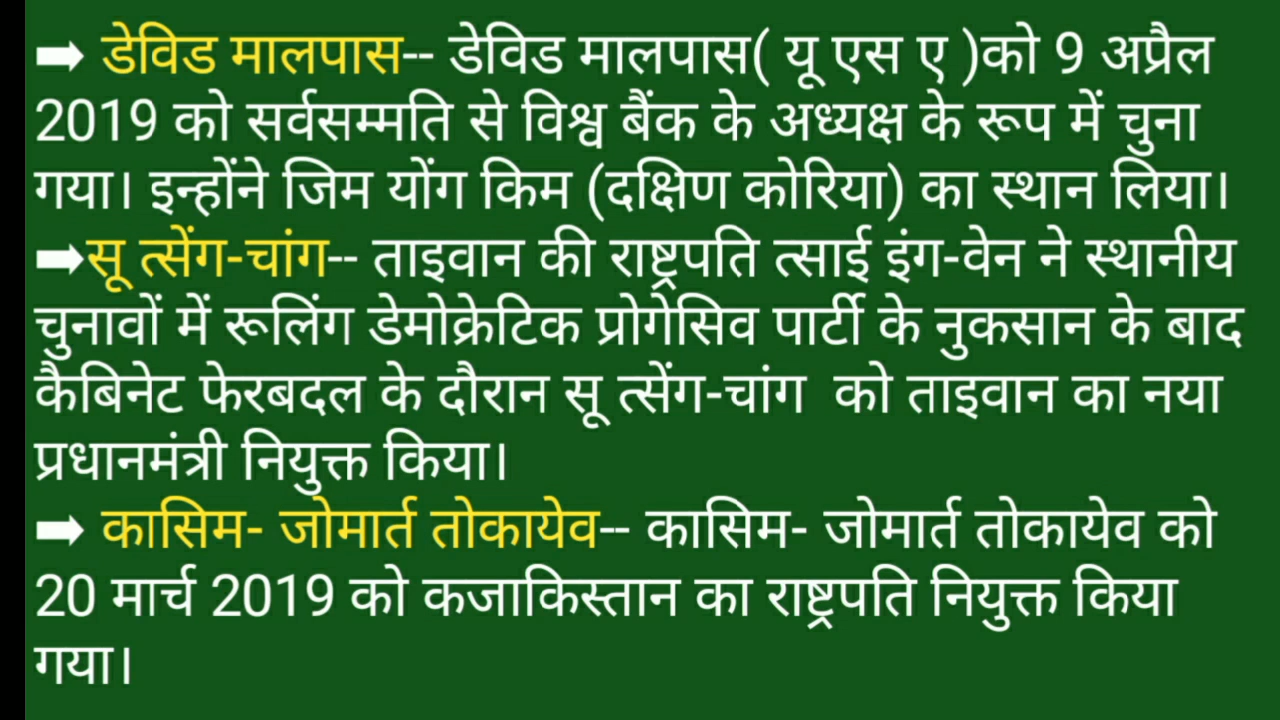 ➡ डेविड मालपास-- डेविड मालपास( यू एस ए )को 9 अप्रैल
2019 को सर्वसम्मति से विश्व बैंक के अध्यक्ष के रूप में चुना
गया। इन्होंने जिम योंग किम (दक्षिण कोरिया) का स्थान लिया।
➡सू त्सेंग-चांग-- ताइवान की राष्ट्रपति त्साई इंग-वेन ने स्थानीय
चुनावों में रूलिंग डेमोक्रेटिक प्रोगेसिव पार्टी के नुकसान के बाद
कैबिनेट फेरबदल के दौरान सू त्सेंग-चांग को ताइवान का नया
प्रधानमंत्री नियुक्त किया।
➡ कासिम- जोमार्त तोकायेव-- कासिम- जोमार्त तोकायेव को
20 मार्च 2019 को कजाकिस्तान का राष्ट्रपति नियुक्त किया
गया।